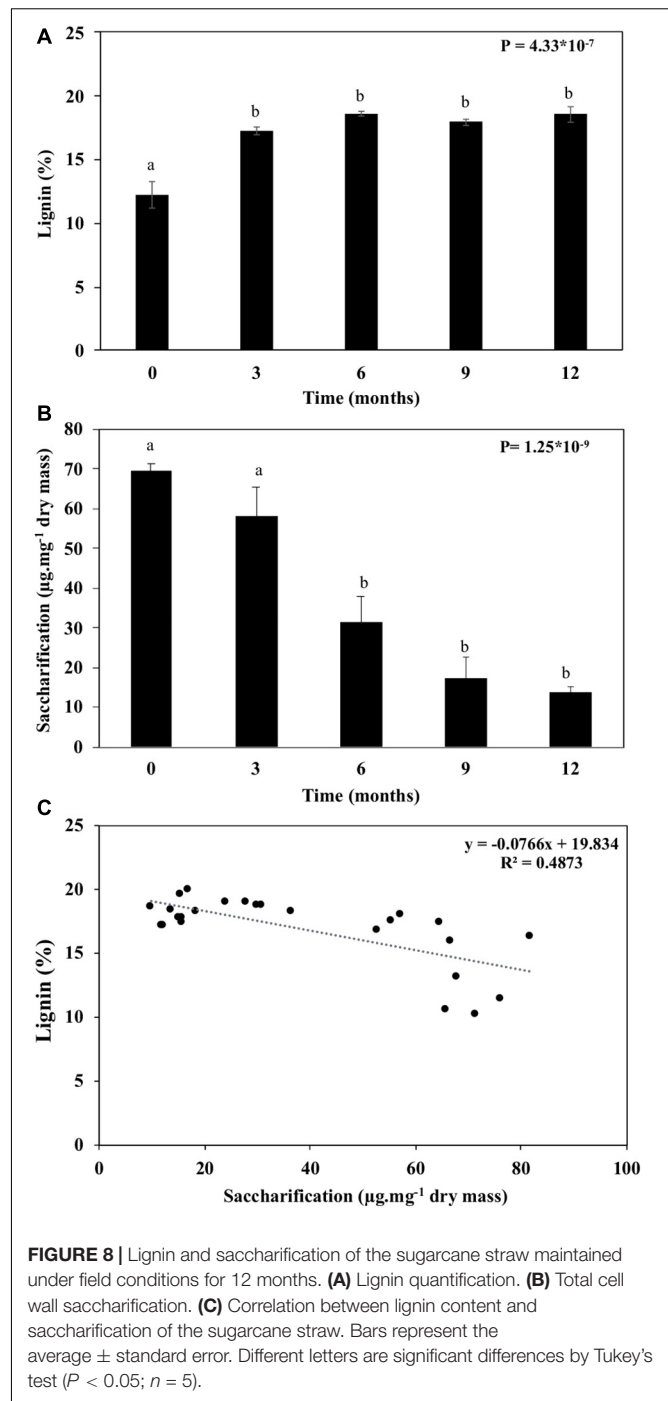 A
P = 4.33*10⁻⁷
25
20
15
10
5
0
Lignin (%)
a
b
b
b
b
0 3 6 9 12
Time (months)
B
P= 1.25*10⁻⁹
80
70
60
50
40
30
20
10
0
Saccharification (µg.mg⁻¹ dry mass)
a
a
b
b
b
0 3 6 9 12
Time (months)
C
y = -0.0766x + 19.834
R² = 0.4873
25
20
15
10
5
0
Lignin (%)
0 20 40 60 80 100
Saccharification (µg.mg⁻¹ dry mass)
FIGURE 8 | Lignin and saccharification of the sugarcane straw maintained
under field conditions for 12 months. (A) Lignin quantification. (B) Total cell
wall saccharification. (C) Correlation between lignin content and
saccharification of the sugarcane straw. Bars represent the
average ± standard error. Different letters are significant differences by Tukey's
test (P < 0.05; n = 5).